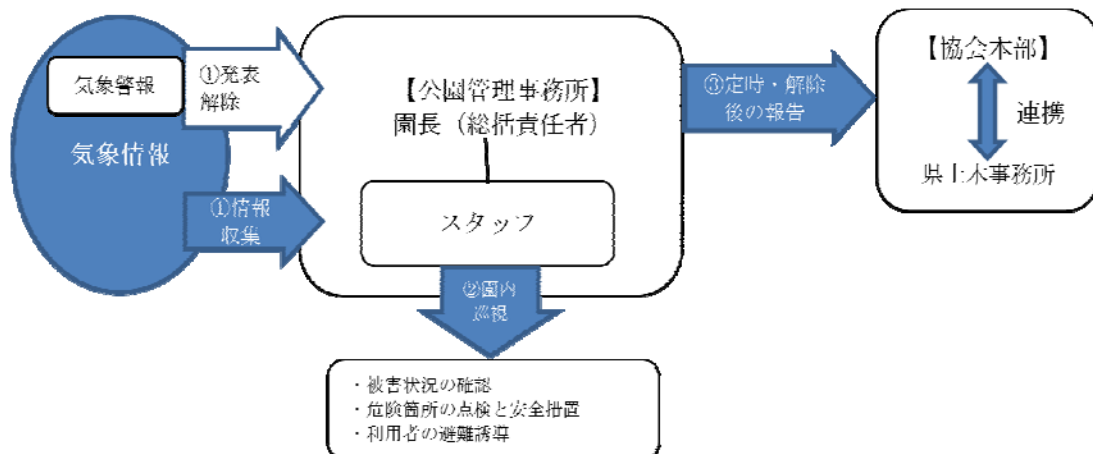 気象警報
気象情報
①発表
解除
①情報
収集
【公園管理事務所】
園長（総括責任者）
スタッフ
②園内
巡視
・被害状況の確認
・危険箇所の点検と安全措置
・利用者の避難誘導
③定時・解除
後の報告
【協会本部】
連携
県土木事務所